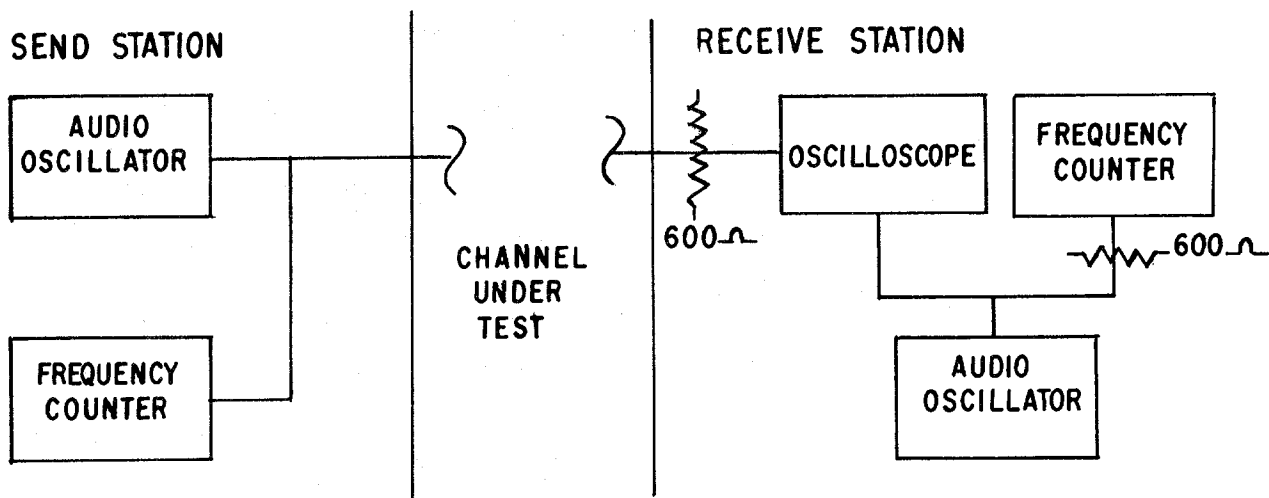 SEND STATION
AUDIO
OSCILLATOR
FREQUENCY
COUNTER
CHANNEL
UNDER
TEST
RECEIVE STATION
600Ω
OSCILLOSCOPE
FREQUENCY
COUNTER
600Ω
AUDIO
OSCILLATOR